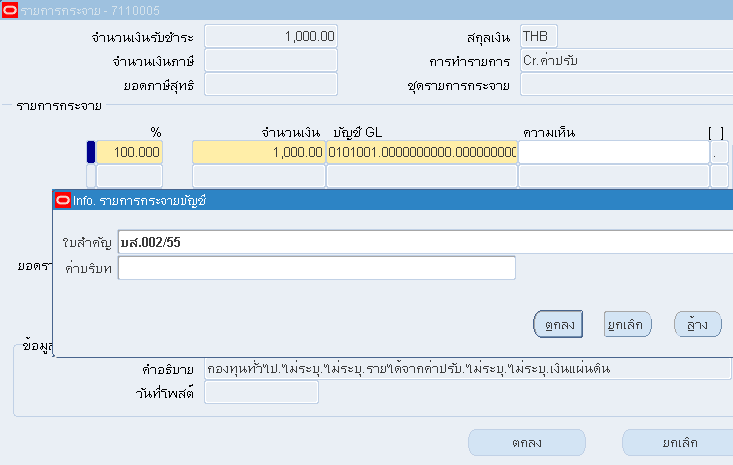 รายการกระจาย - 7110005
จำนวนเงินรับชำระ 1,000.00 สกุลเงิน THB
จำนวนเงินภาษี การทำรายการ Cr.ค่าปรับ
ยอดภาษีสุทธิ ชุดรายการกระจาย
รายการกระจาย
% จำนวนเงิน บัญชี GL ความเห็น [ ]
100.000 1,000.00 0101001.0000000000.000000000 .
Info. รายการกระจายบัญชี
ใบสำคัญ บส.002/55
ยอดรา ค่าบริบท
ตกลง ยกเลิก ล้าง
ข้อมูล
คำอธิบาย กองทุนทั่วไป.ไม่ระบุ.ไม่ระบุ.รายได้จากค่าปรับ.ไม่ระบุ.ไม่ระบุ.เงินแผ่นดิน
วันที่โพสต์
ตกลง ยกเลิก